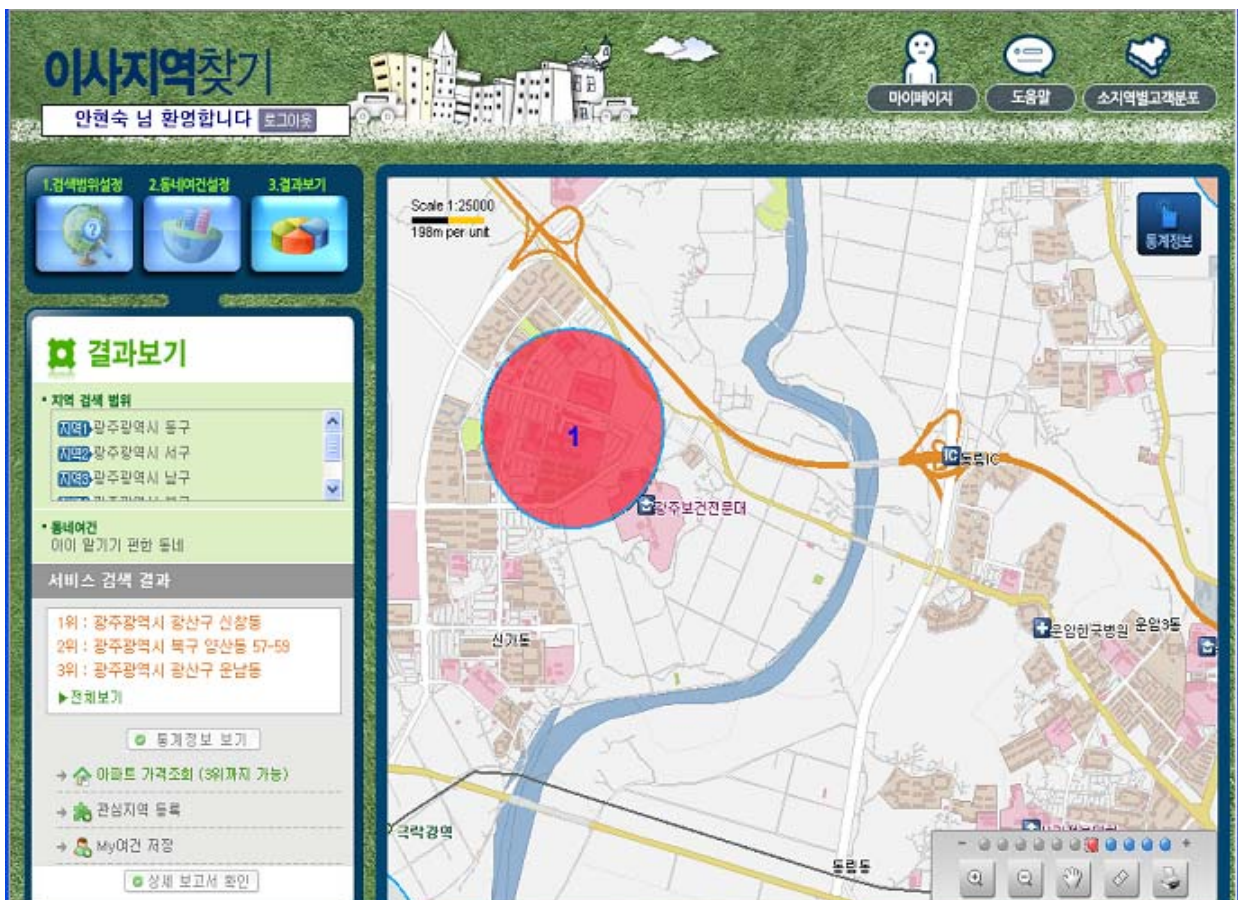 이사지역찾기
안현숙 님 환영합니다 로그아웃
마이페이지
도움말
소지역별고객분포
1.검색범위설정
2.동네여건설정
3.결과보기
결과보기
• 지역 검색 범위
지역1 광주광역시 동구
지역2 광주광역시 서구
지역3 광주광역시 남구
• 동네여건
아이 맡기기 편한 동네
서비스 검색 결과
1위 : 광주광역시 광산구 신창동
2위 : 광주광역시 북구 양산동 57-59
3위 : 광주광역시 광산구 운남동
▶전체보기
통계정보 보기
아파트 가격조회 (3위까지 가능)
관심지역 등록
My여건 저장
상세 보고서 확인
Scale 1:25000
198m per unit
통계정보
1
IC 동림IC
광주보건전문대
신가동
운암한국병원
운암3동
극락강역
동림동